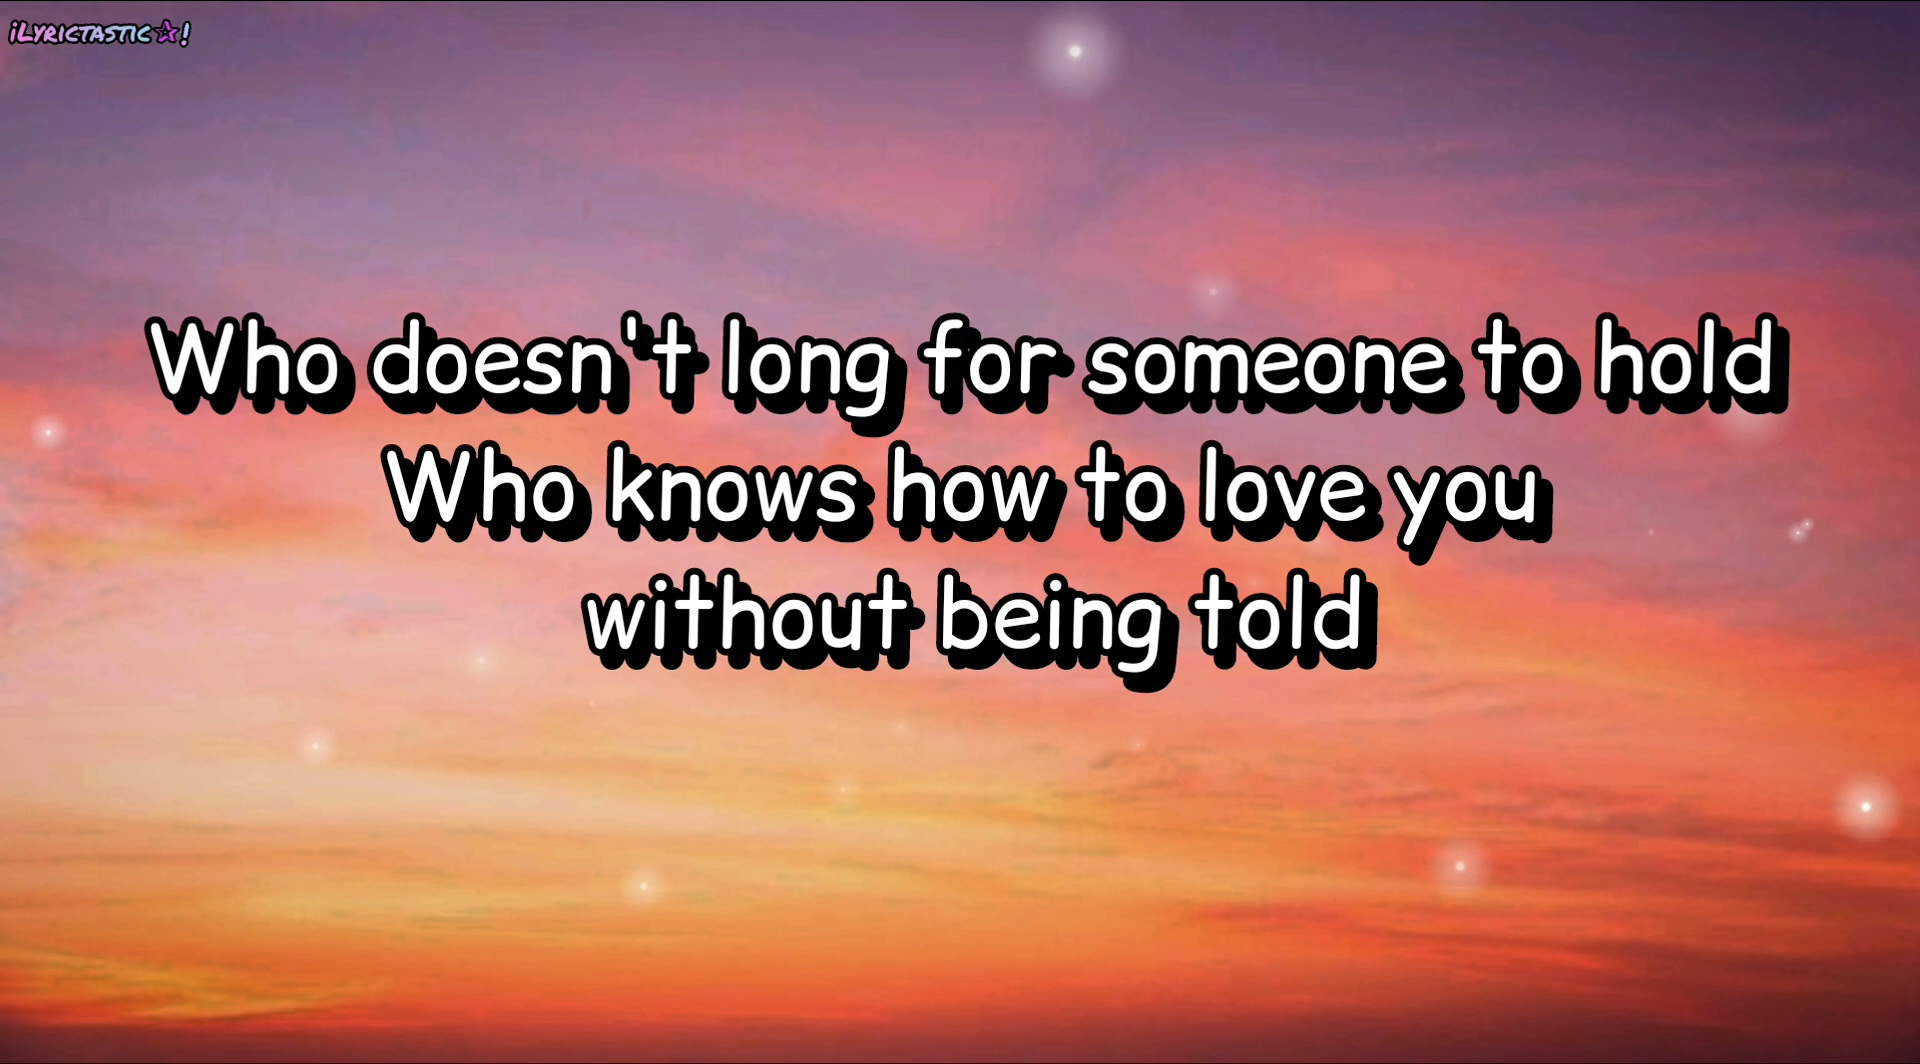 iLyrictastic☆!
Who doesn't long for someone to hold
Who knows how to love you
without being told